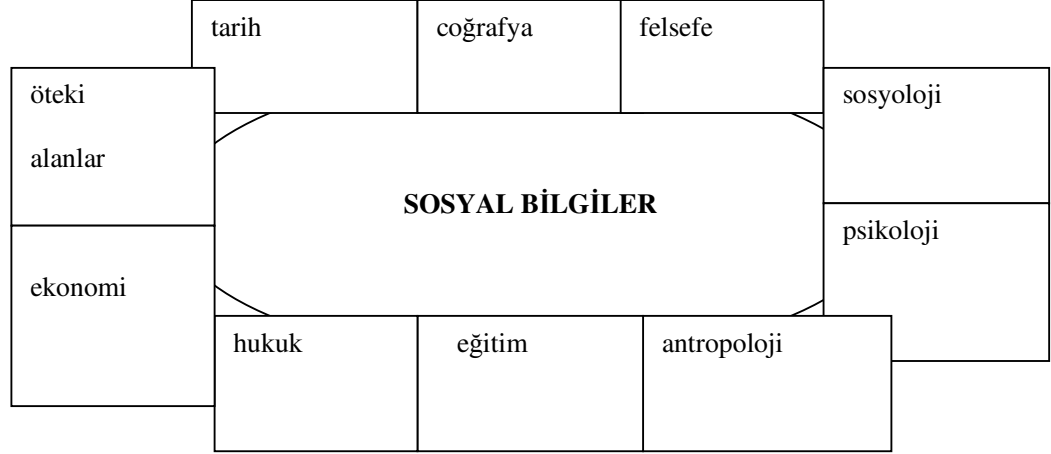 tarih
coğrafya
felsefe
öteki
alanlar
sosyoloji
SOSYAL BİLGİLER
psikoloji
ekonomi
hukuk
eğitim
antropoloji